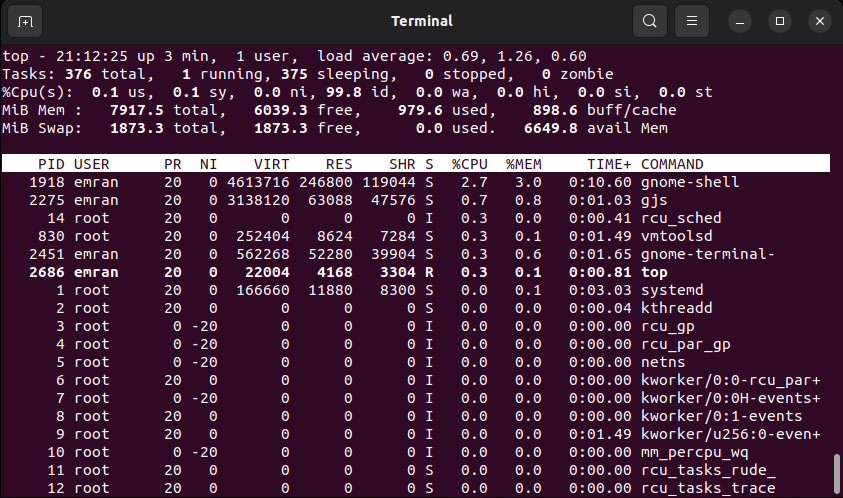 Terminal
top - 21:12:25 up 3 min,  1 user,  load average: 0.69, 1.26, 0.60
Tasks: 376 total,   1 running, 375 sleeping,   0 stopped,   0 zombie
%Cpu(s):  0.1 us,  0.1 sy,  0.0 ni, 99.8 id,  0.0 wa,  0.0 hi,  0.0 si,  0.0 st
MiB Mem :   7917.5 total,   6039.3 free,    979.6 used,    898.6 buff/cache
MiB Swap:   1873.3 total,   1873.3 free,      0.0 used.   6649.8 avail Mem
PID USER      PR  NI    VIRT    RES    SHR S  %CPU  %MEM     TIME+ COMMAND
1918 emran     20   0 4613716 246800 119044 S   2.7   3.0   0:10.60 gnome-shell
2275 emran     20   0 3138120  63088  47576 S   0.7   0.8   0:01.03 gjs
14 root      20   0       0      0      0 I   0.3   0.0   0:00.41 rcu_sched
830 root      20   0  252404   8624   7284 S   0.3   0.1   0:01.49 vmtoolsd
2451 emran     20   0  562268  52280  39904 S   0.3   0.6   0:01.65 gnome-terminal-
2686 emran     20   0   22004   4168   3304 R   0.3   0.1   0:00.81 top
1 root      20   0  166660  11880   8300 S   0.0   0.1   0:03.03 systemd
2 root      20   0       0      0      0 S   0.0   0.0   0:00.04 kthreadd
3 root       0 -20       0      0      0 I   0.0   0.0   0:00.00 rcu_gp
4 root       0 -20       0      0      0 I   0.0   0.0   0:00.00 rcu_par_gp
5 root       0 -20       0      0      0 I   0.0   0.0   0:00.00 netns
6 root      20   0       0      0      0 I   0.0   0.0   0:00.00 kworker/0:0-rcu_par+
7 root       0 -20       0      0      0 I   0.0   0.0   0:00.00 kworker/0:0H-events+
8 root      20   0       0      0      0 I   0.0   0.0   0:00.00 kworker/0:1-events
9 root      20   0       0      0      0 I   0.0   0.0   0:01.49 kworker/u256:0-even+
10 root       0 -20       0      0      0 I   0.0   0.0   0:00.00 mm_percpu_wq
11 root      20   0       0      0      0 S   0.0   0.0   0:00.00 rcu_tasks_rude_
12 root      20   0       0      0      0 S   0.0   0.0   0:00.00 rcu_tasks_trace